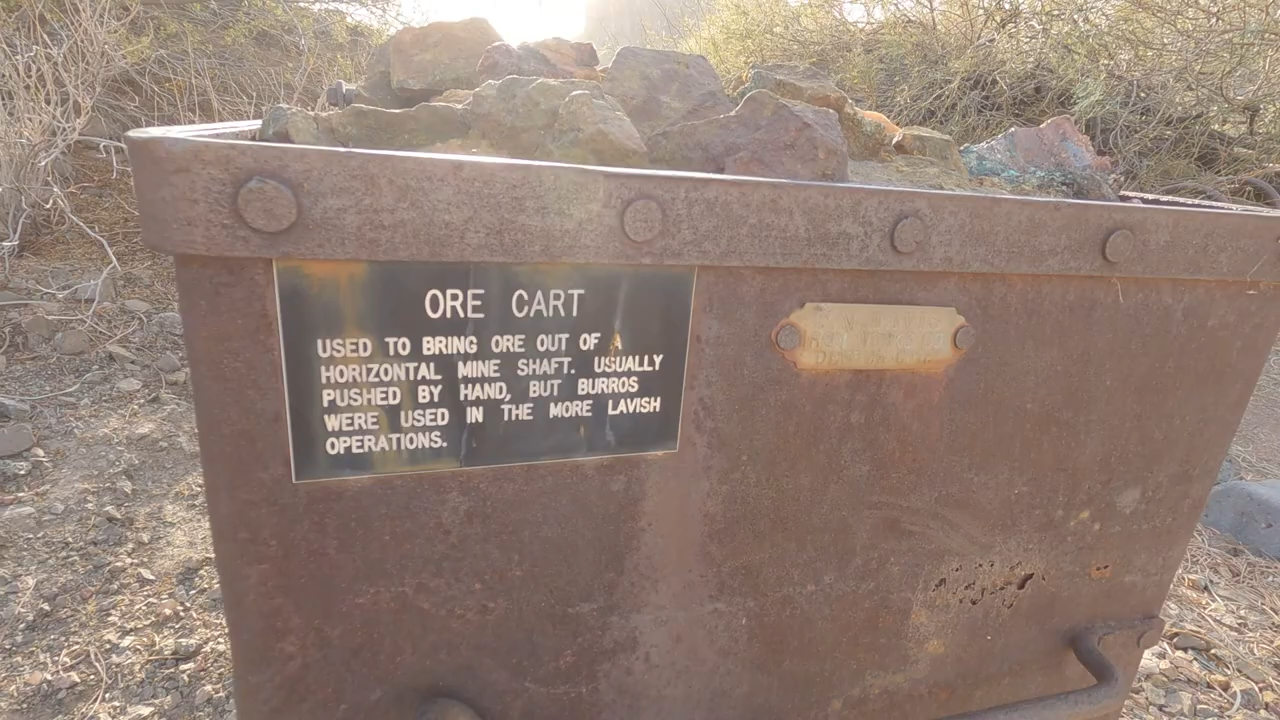 ORE CART
USED TO BRING ORE OUT OF A
HORIZONTAL MINE SHAFT. USUALLY
PUSHED BY HAND, BUT BURROS
WERE USED IN THE MORE LAVISH
OPERATIONS.